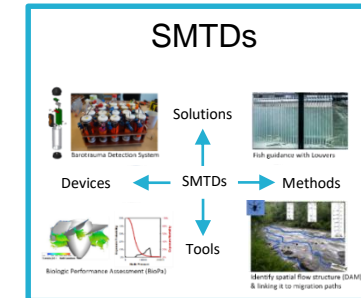 SMTDs
Solutions
Barotrauma Detection System
Fish guidance with Louvers
Devices
SMTDs
Methods
Biologic Performance Assessment (BioPa)
Tools
Identify spatial flow structure (DAM)
& linking it to migration paths